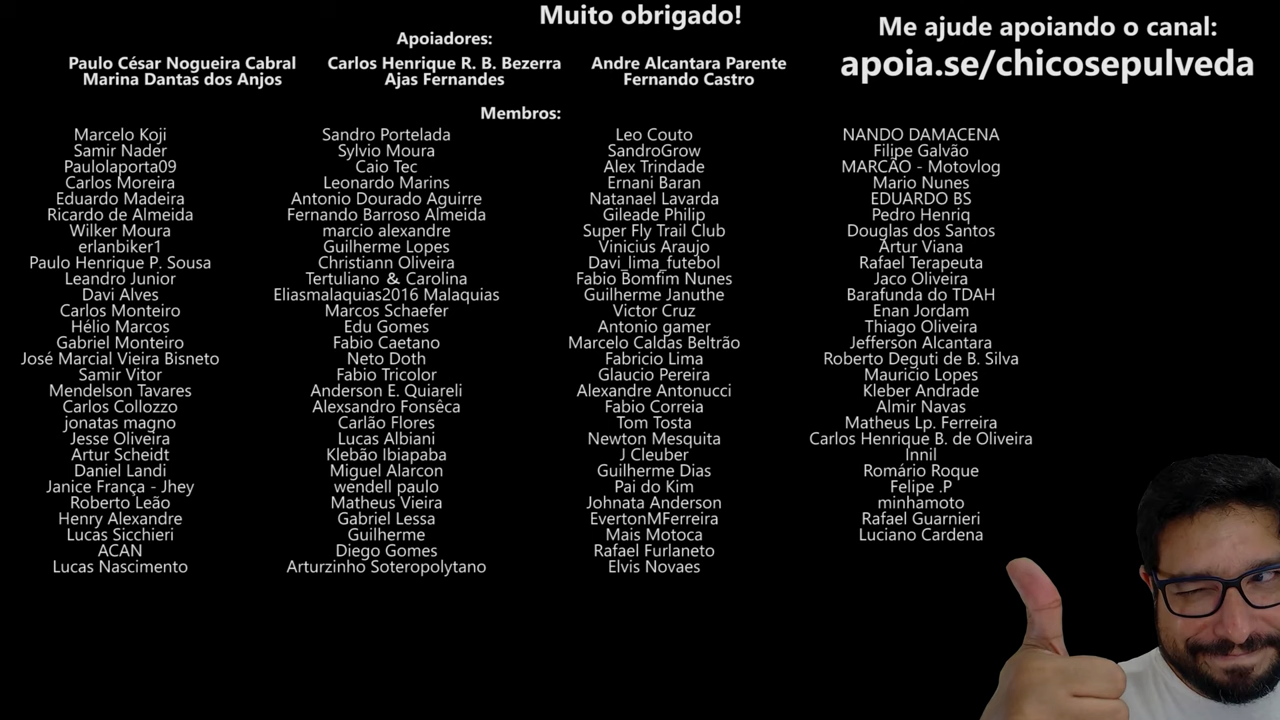 Muito obrigado!
Apoiadores:
Paulo César Nogueira Cabral
Marina Dantas dos Anjos
Carlos Henrique R. B. Bezerra
Ajas Fernandes
Andre Alcantara Parente
Fernando Castro
Me ajude apoiando o canal:
apoia.se/chicosepulveda
Membros:
Marcelo Koji
Samir Nader
Paulolaporta09
Carlos Moreira
Eduardo Madeira
Ricardo de Almeida
Wilker Moura
erlanbiker1
Paulo Henrique P. Sousa
Leandro Junior
Davi Alves
Carlos Monteiro
Hélio Marcos
Gabriel Monteiro
José Marcial Vieira Bisneto
Samir Vitor
Mendelson Tavares
Carlos Collozzo
jonatas magno
Jesse Oliveira
Artur Scheidt
Daniel Landi
Janice França - Jhey
Roberto Leão
Henry Alexandre
Lucas Sicchieri
ACAN
Lucas Nascimento
Sandro Portelada
Sylvio Moura
Caio Tec
Leonardo Marins
Antonio Dourado Aguirre
Fernando Barroso Almeida
marcio alexandre
Guilherme Lopes
Christiann Oliveira
Tertuliano & Carolina
Eliasmalaquias2016 Malaquias
Marcos Schaefer
Edu Gomes
Fabio Caetano
Neto Doth
Fabio Tricolor
Anderson E. Quiareli
Alexsandro Fonsêca
Carlão Flores
Lucas Albiani
Klebão Ibiapaba
Miguel Alarcon
wendell paulo
Matheus Vieira
Gabriel Lessa
Guilherme
Diego Gomes
Arturzinho Soteropolytano
Leo Couto
SandroGrow
Alex Trindade
Ernani Baran
Natanael Lavarda
Gileade Philip
Super Fly Trail Club
Vinicius Araujo
Davi_lima_futebol
Fabio Bomfim Nunes
Guilherme Januthe
Victor Cruz
Antonio gamer
Marcelo Caldas Beltrão
Fabricio Lima
Glaucio Pereira
Alexandre Antonucci
Fabio Correia
Tom Tosta
Newton Mesquita
J Cleuber
Guilherme Dias
Pai do Kim
Johnata Anderson
EvertonMFerreira
Mais Motoca
Rafael Furlaneto
Elvis Novaes
NANDO DAMACENA
Filipe Galvão
MARCÃO - Motovlog
Mario Nunes
EDUARDO BS
Pedro Henriq
Douglas dos Santos
Artur Viana
Rafael Terapeuta
Jaco Oliveira
Barafunda do TDAH
Enan Jordam
Thiago Oliveira
Jefferson Alcantara
Roberto Deguti de B. Silva
Mauricio Lopes
Kleber Andrade
Almir Navas
Matheus Lp. Ferreira
Carlos Henrique B. de Oliveira
Innil
Romário Roque
Felipe .P
minhamoto
Rafael Guarnieri
Luciano Cardena